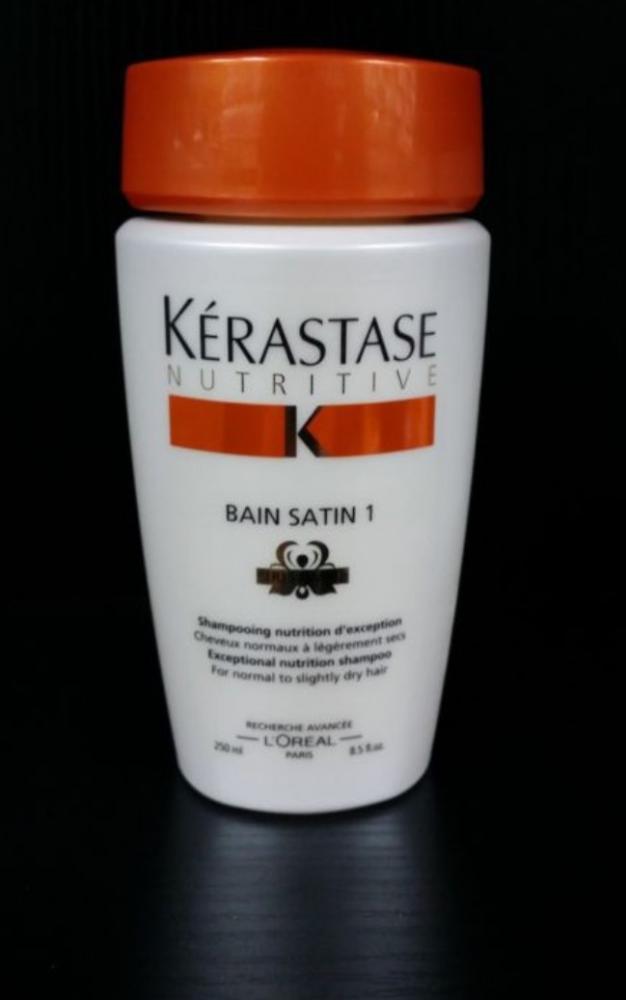 KÉRASTASE
NUTRITIVE
K
BAIN SATIN 1
Shampooing nutrition d'exception
Cheveux normaux à légèrement secs
Exceptional nutrition shampoo
For normal to slightly dry hair
RECHERCHE AVANCÉE
L'ORÉAL
PARIS
250 ml 8.5 fl.oz.